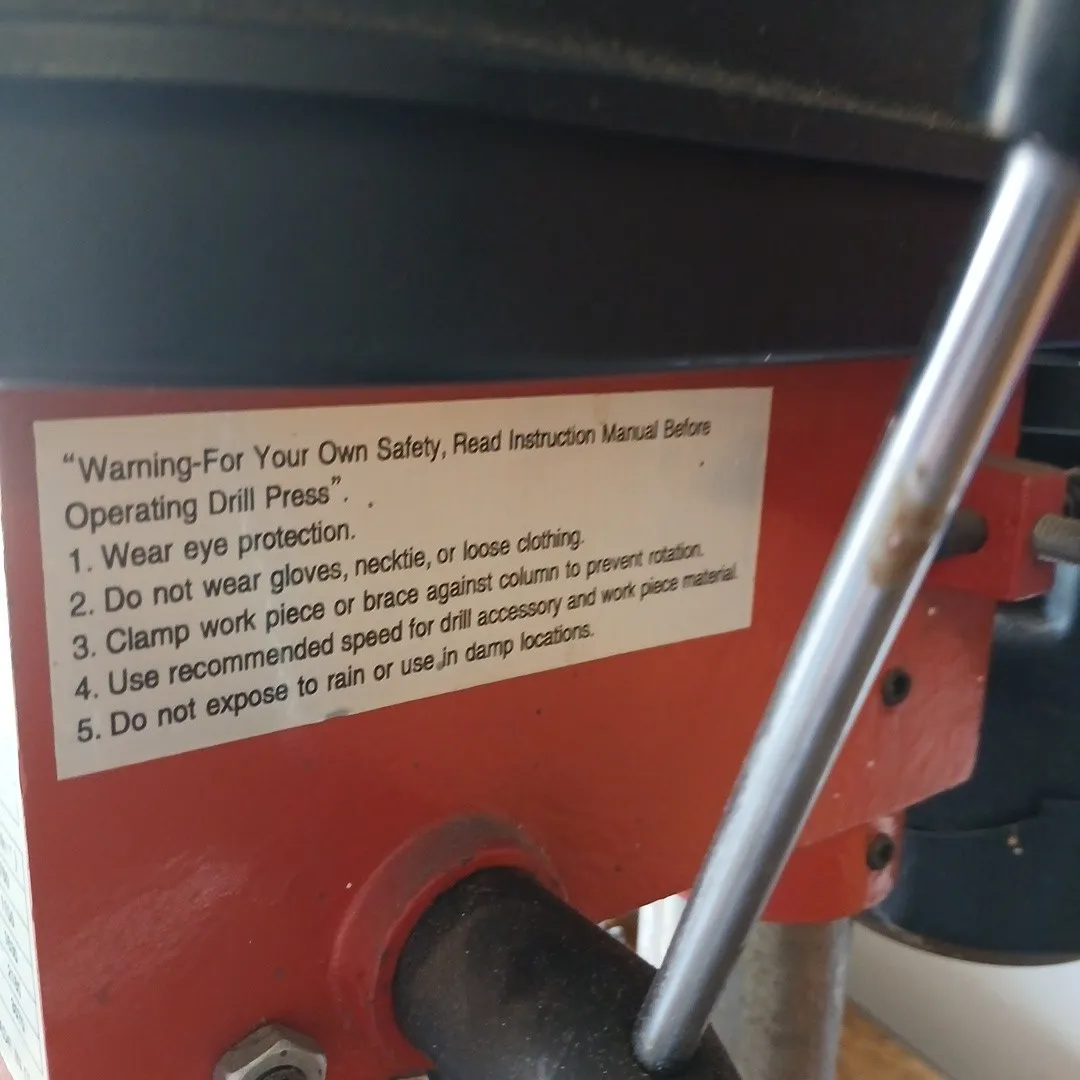 “Warning-For Your Own Safety, Read Instruction Manual Before
Operating Drill Press”.
1. Wear eye protection.
2. Do not wear gloves, necktie, or loose clothing.
3. Clamp work piece or brace against column to prevent rotation.
4. Use recommended speed for drill accessory and work piece material.
5. Do not expose to rain or use in damp locations.